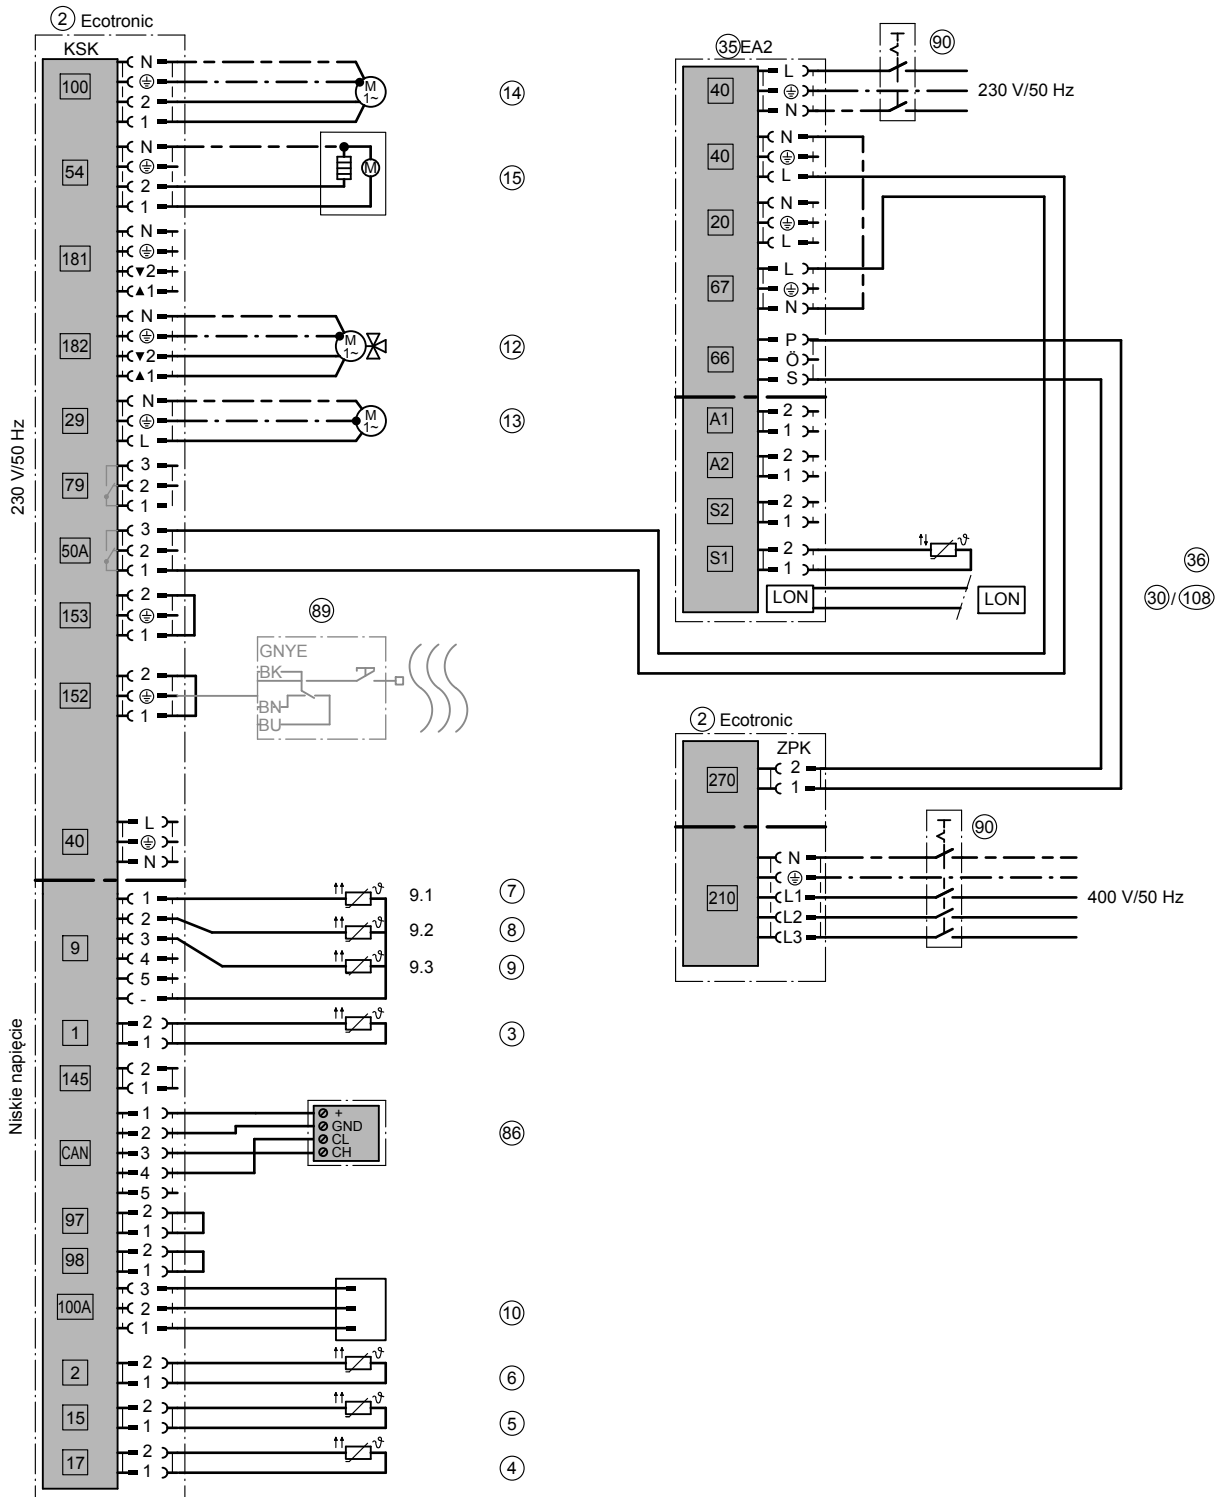 2 Ecotronic
KSK
230 V/50 Hz
Niskie napięcie
100
N
2
1
M
1~
14
54
N
2
1
M
15
181
N
▼2
▲1
182
N
▼2
▲1
M
1~
12
29
N
L
M
1~
13
79
3
2
1
50A
3
2
1
153
2
1
152
2
1
89
GNYE
BK
BN
BU
40
L
N
9
1
2
3
4
5
-
ϑ
9.1
7
ϑ
9.2
8
ϑ
9.3
9
1
2
1
ϑ
3
145
2
1
CAN
1
2
3
4
5
+
GND
CL
CH
86
97
2
1
98
2
1
100A
3
2
1
10
2
2
1
ϑ
6
15
2
1
ϑ
5
17
2
1
ϑ
4
35 EA2
40
L
N
90
230 V/50 Hz
40
N
L
20
N
L
67
L
N
66
P
Ö
S
A1
2
1
A2
2
1
S2
2
1
S1
2
1
ϑ
36
LON
LON
30/108
2 Ecotronic
ZPK
270
2
1
90
210
N
L1
L2
L3
400 V/50 Hz